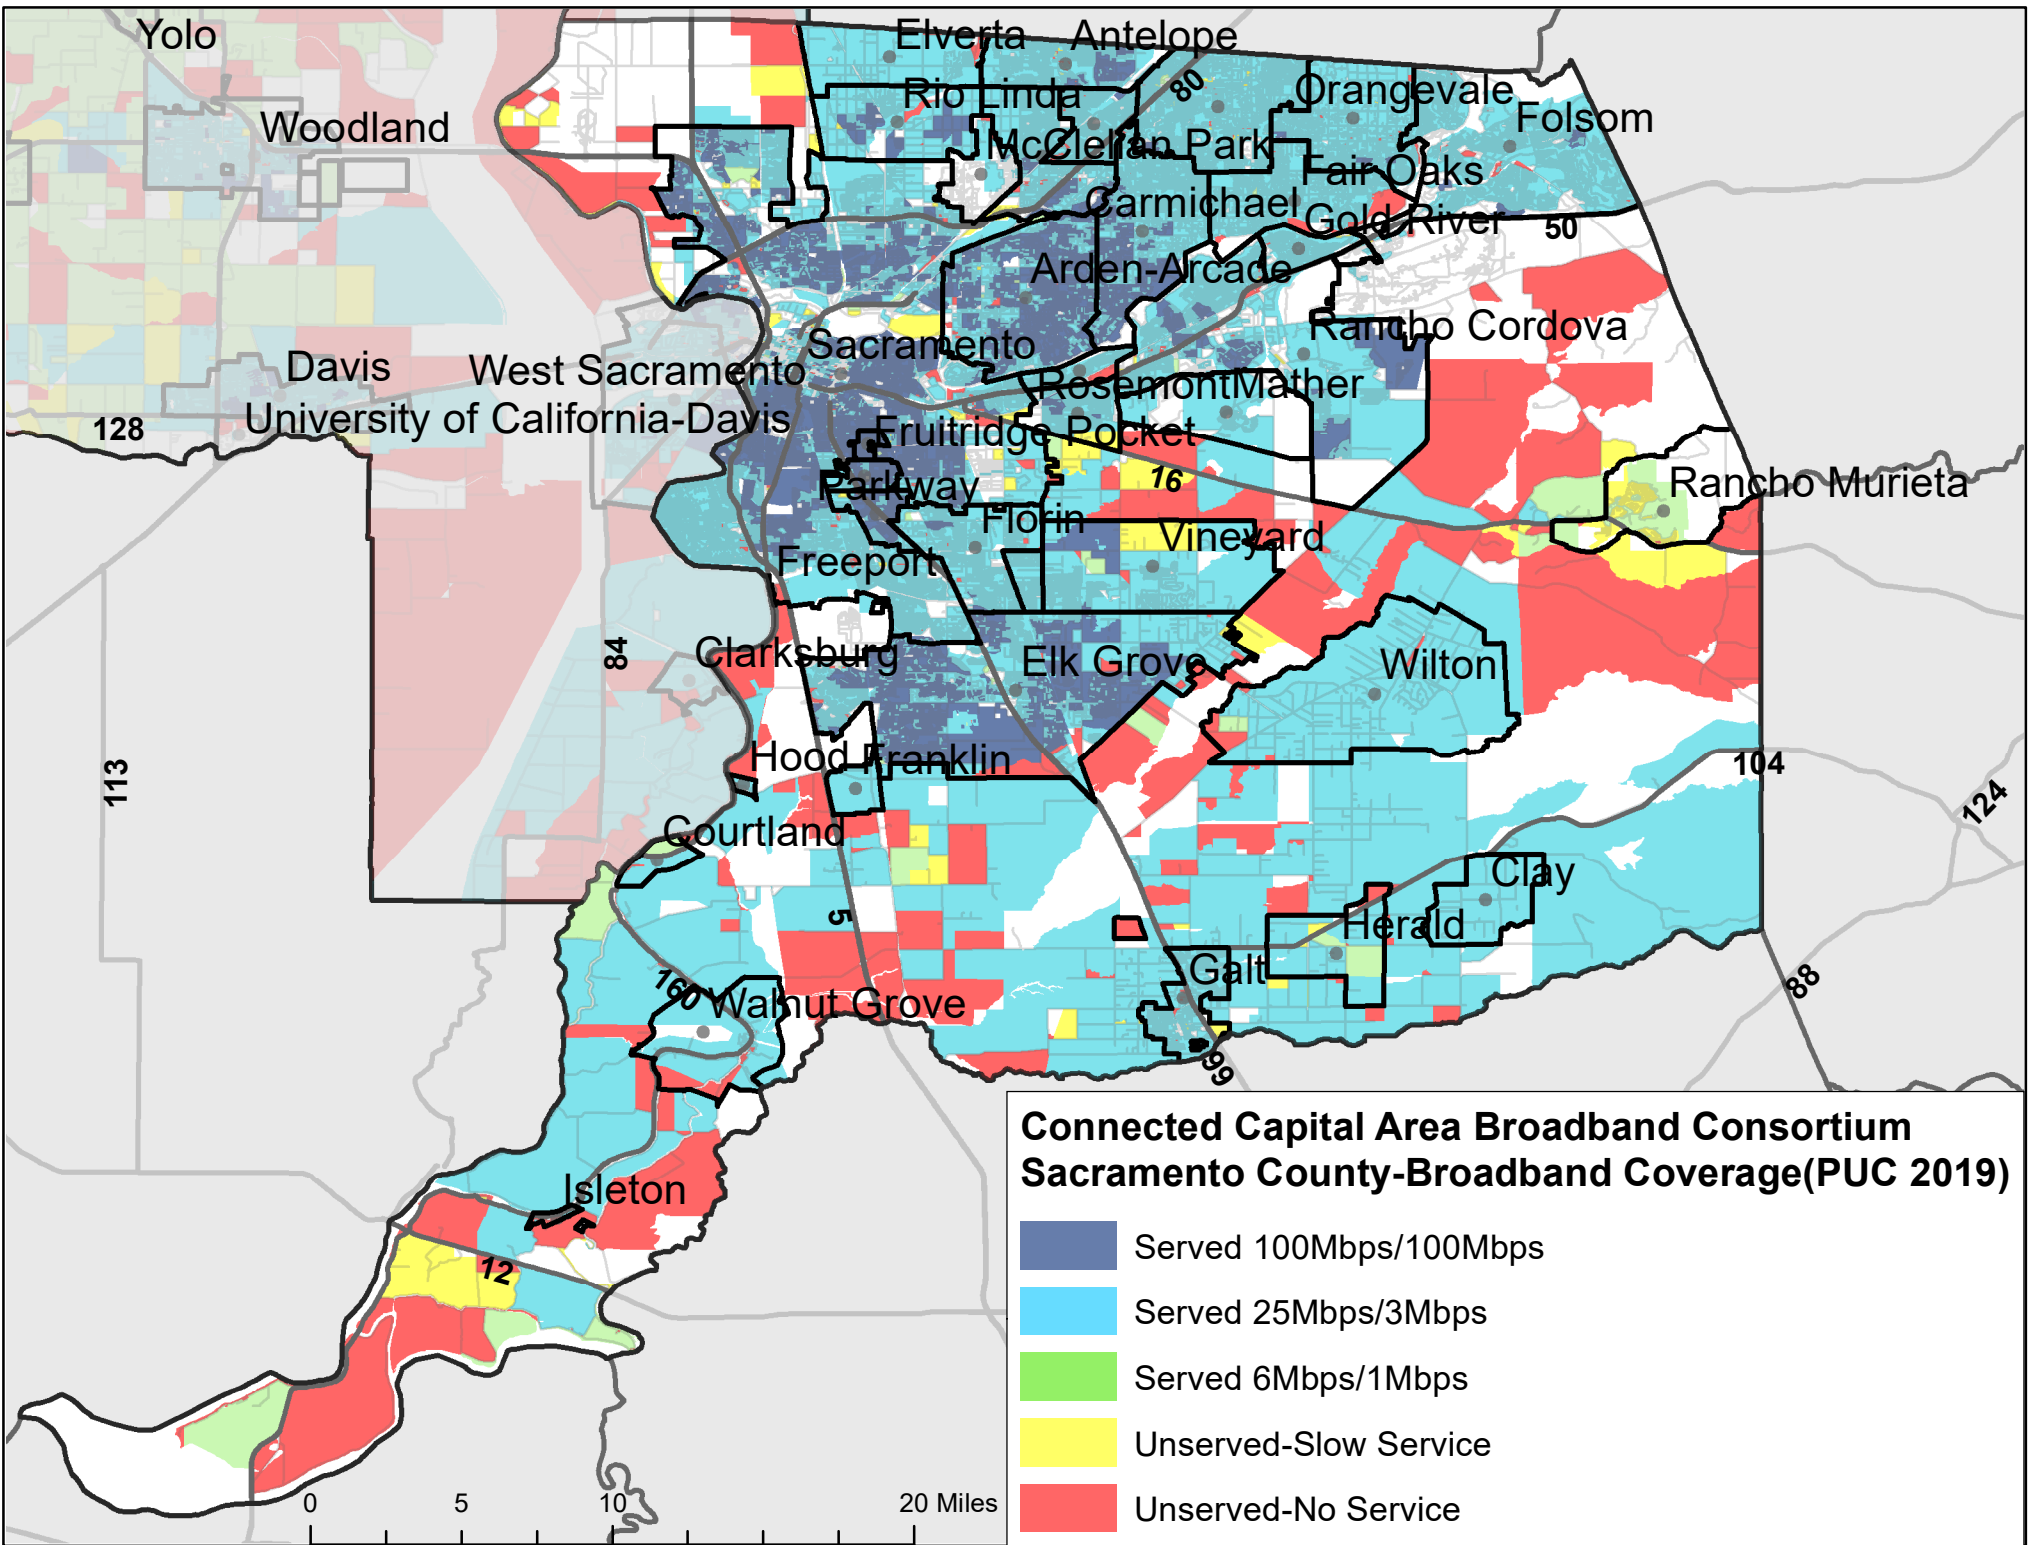 Yolo
Elverta
Antelope
80
Rio Linda
Orangevale
Folsom
Woodland
McClellan Park
Fair Oaks
Carmichael
Gold River
50
Arden-Arcade
Rancho Cordova
Sacramento
Davis
West Sacramento
Rosemont
Mather
University of California-Davis
128
Fruitridge Pocket
16
Parkway
Rancho Murieta
Florin
Vineyard
Freeport
84
Clarksburg
Elk Grove
Wilton
Hood
Franklin
104
113
124
Courtland
Clay
5
Herald
Galt
160
Walnut Grove
88
99
Isleton
12
Connected Capital Area Broadband Consortium
Sacramento County-Broadband Coverage(PUC 2019)
Served 100Mbps/100Mbps
Served 25Mbps/3Mbps
Served 6Mbps/1Mbps
Unserved-Slow Service
Unserved-No Service
0 5 10 20 Miles